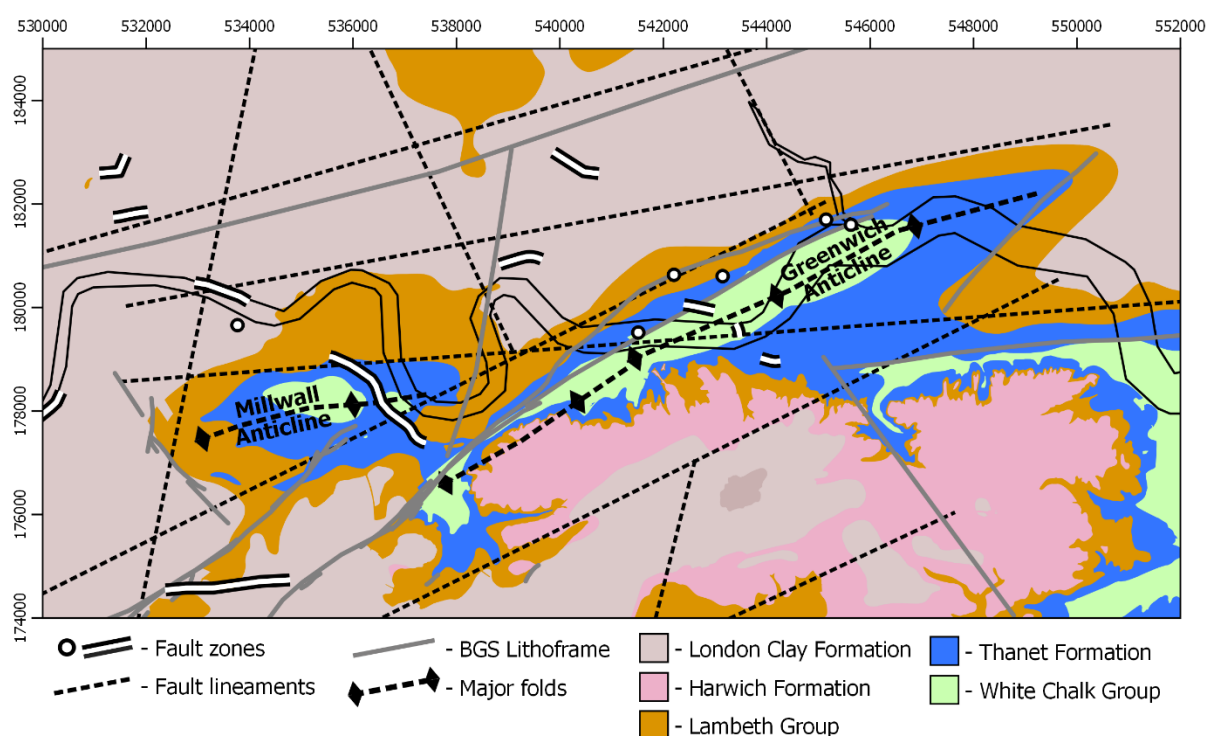 530000 532000 534000 536000 538000 540000 542000 544000 546000 548000 550000 552000
184000
182000
180000
178000
176000
174000
Greenwich
Anticline
Millwall
Anticline
- Fault zones
- Fault lineaments
- BGS Lithoframe
- Major folds
- London Clay Formation
- Harwich Formation
- Lambeth Group
- Thanet Formation
- White Chalk Group